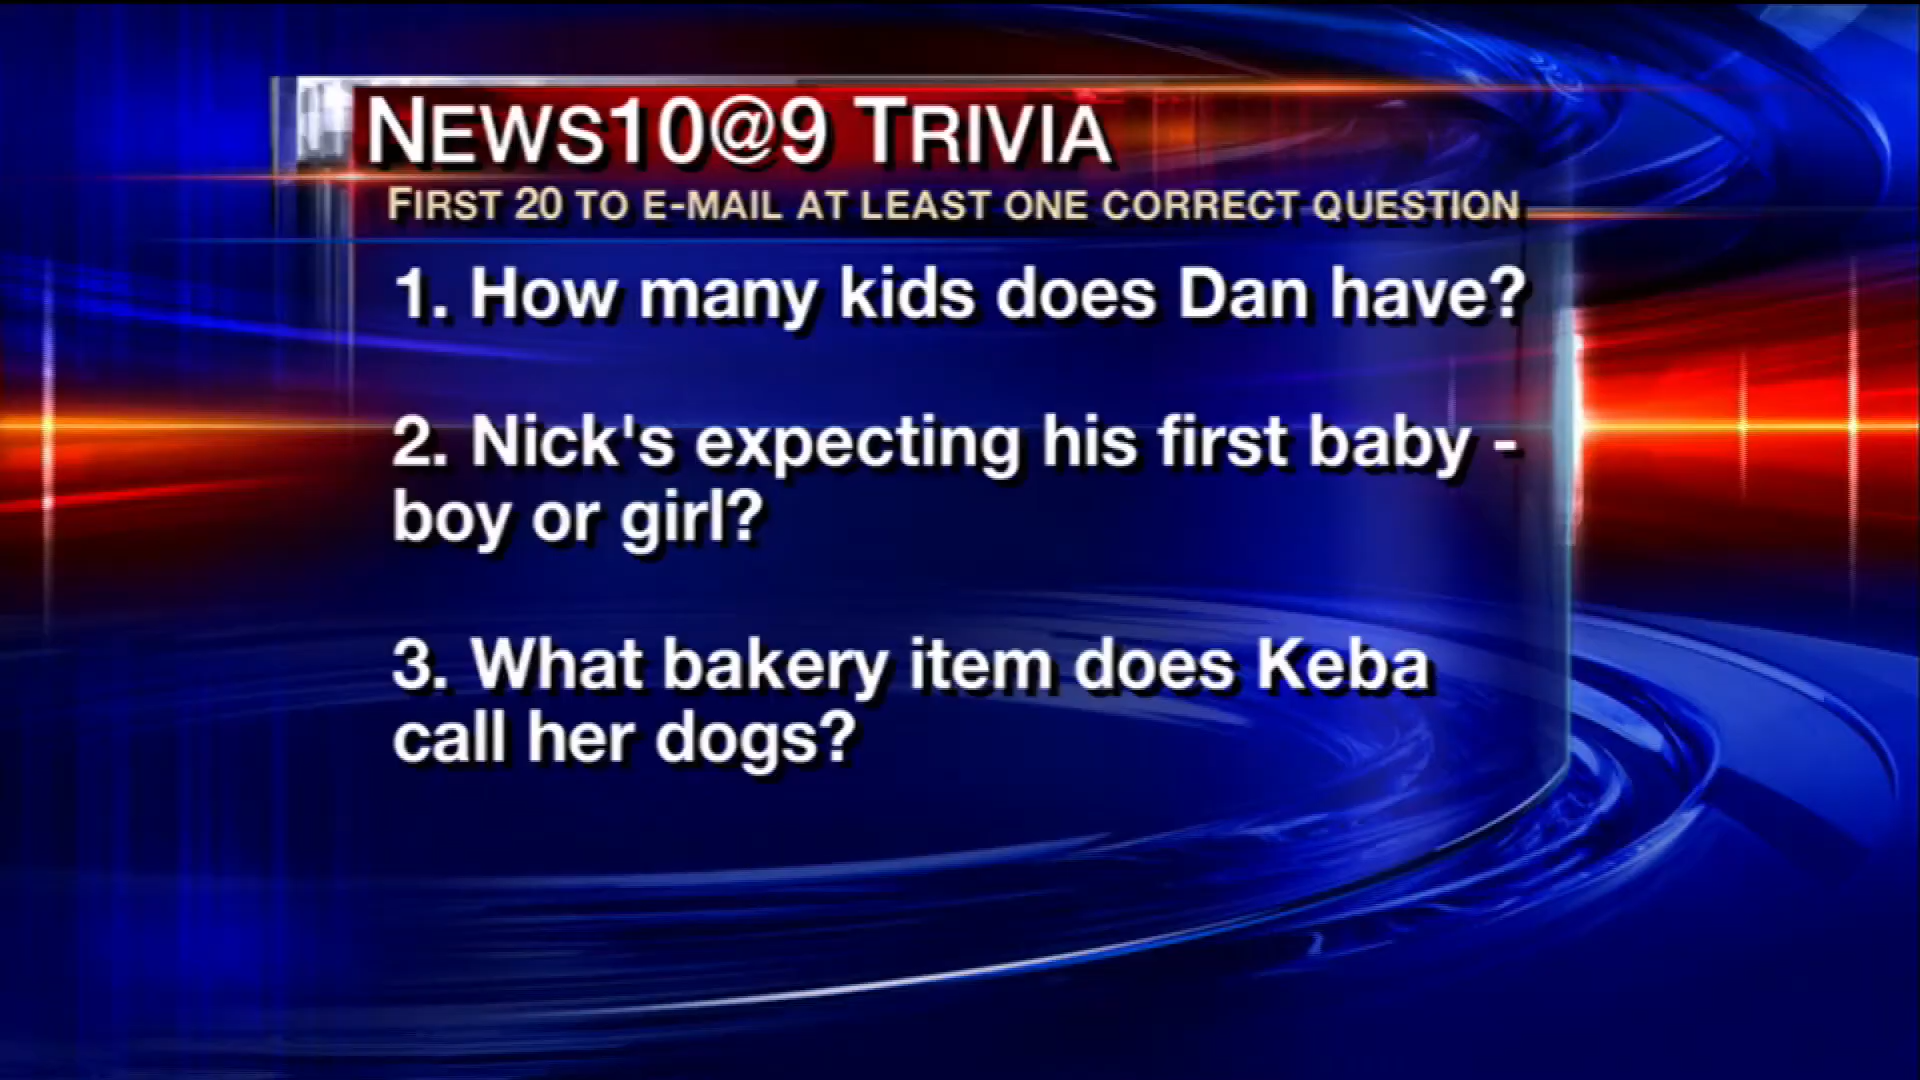 NEWS10@9 TRIVIA
FIRST 20 TO E-MAIL AT LEAST ONE CORRECT QUESTION
1. How many kids does Dan have?
2. Nick's expecting his first baby -
boy or girl?
3. What bakery item does Keba
call her dogs?